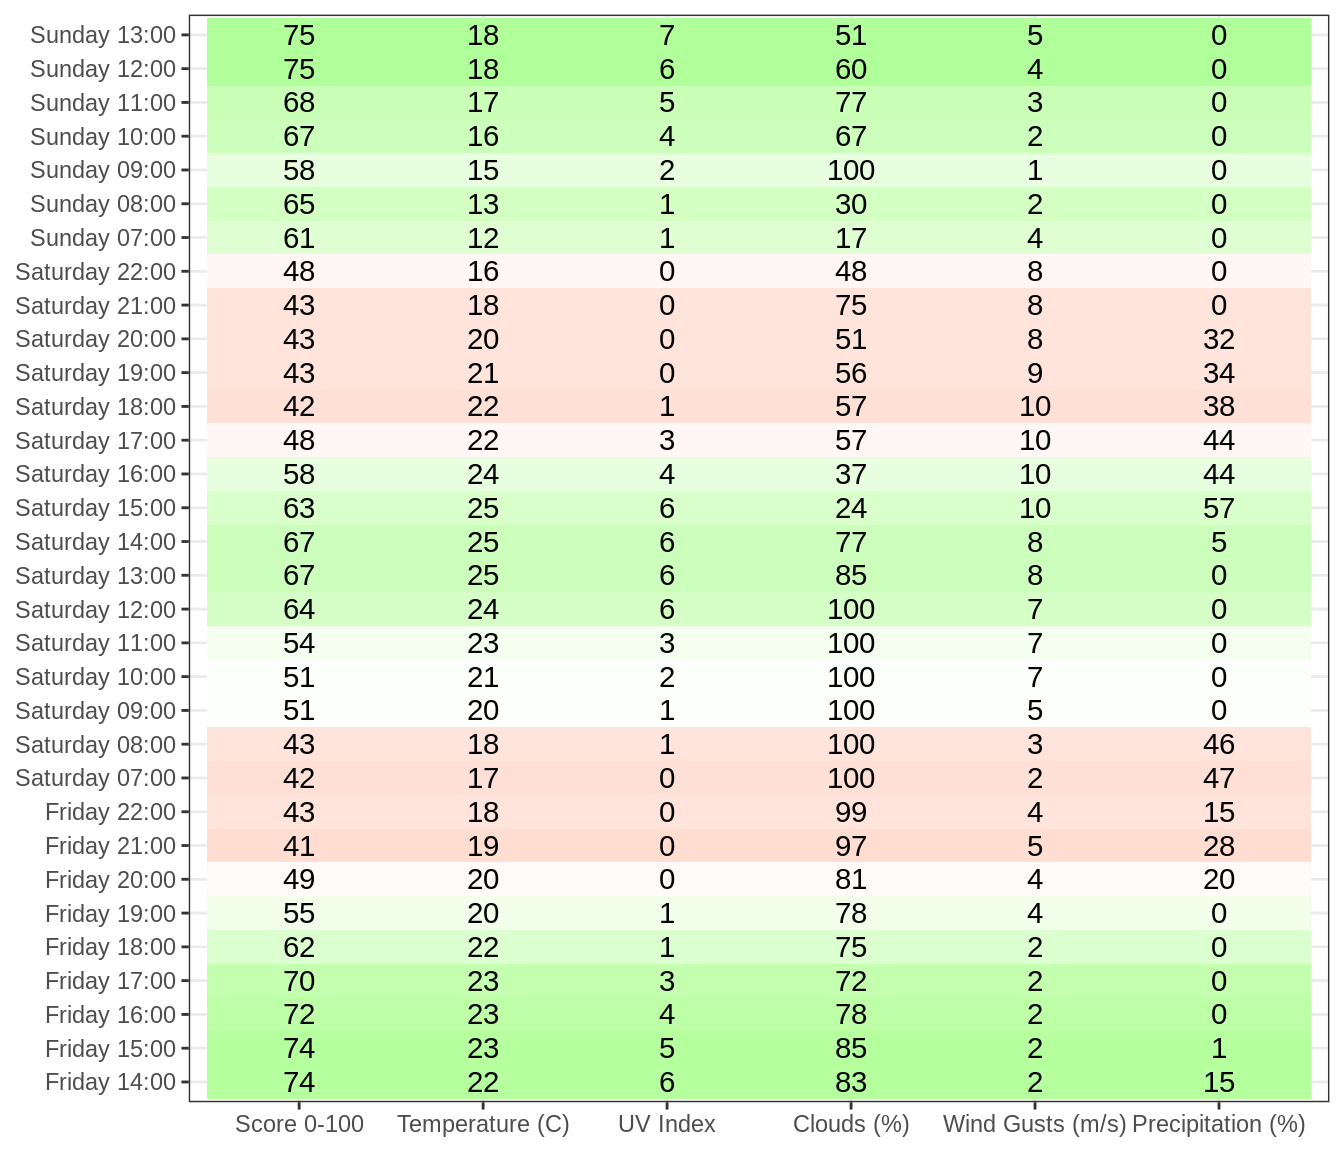 Sunday 13:00 75 18 7 51 5 0
Sunday 12:00 75 18 6 60 4 0
Sunday 11:00 68 17 5 77 3 0
Sunday 10:00 67 16 4 67 2 0
Sunday 09:00 58 15 2 100 1 0
Sunday 08:00 65 13 1 30 2 0
Sunday 07:00 61 12 1 17 4 0
Saturday 22:00 48 16 0 48 8 0
Saturday 21:00 43 18 0 75 8 0
Saturday 20:00 43 20 0 51 8 32
Saturday 19:00 43 21 0 56 9 34
Saturday 18:00 42 22 1 57 10 38
Saturday 17:00 48 22 3 57 10 44
Saturday 16:00 58 24 4 37 10 44
Saturday 15:00 63 25 6 24 10 57
Saturday 14:00 67 25 6 77 8 5
Saturday 13:00 67 25 6 85 8 0
Saturday 12:00 64 24 6 100 7 0
Saturday 11:00 54 23 3 100 7 0
Saturday 10:00 51 21 2 100 7 0
Saturday 09:00 51 20 1 100 5 0
Saturday 08:00 43 18 1 100 3 46
Saturday 07:00 42 17 0 100 2 47
Friday 22:00 43 18 0 99 4 15
Friday 21:00 41 19 0 97 5 28
Friday 20:00 49 20 0 81 4 20
Friday 19:00 55 20 1 78 4 0
Friday 18:00 62 22 1 75 2 0
Friday 17:00 70 23 3 72 2 0
Friday 16:00 72 23 4 78 2 0
Friday 15:00 74 23 5 85 2 1
Friday 14:00 74 22 6 83 2 15
Score 0-100 Temperature (C) UV Index Clouds (%) Wind Gusts (m/s) Precipitation (%)